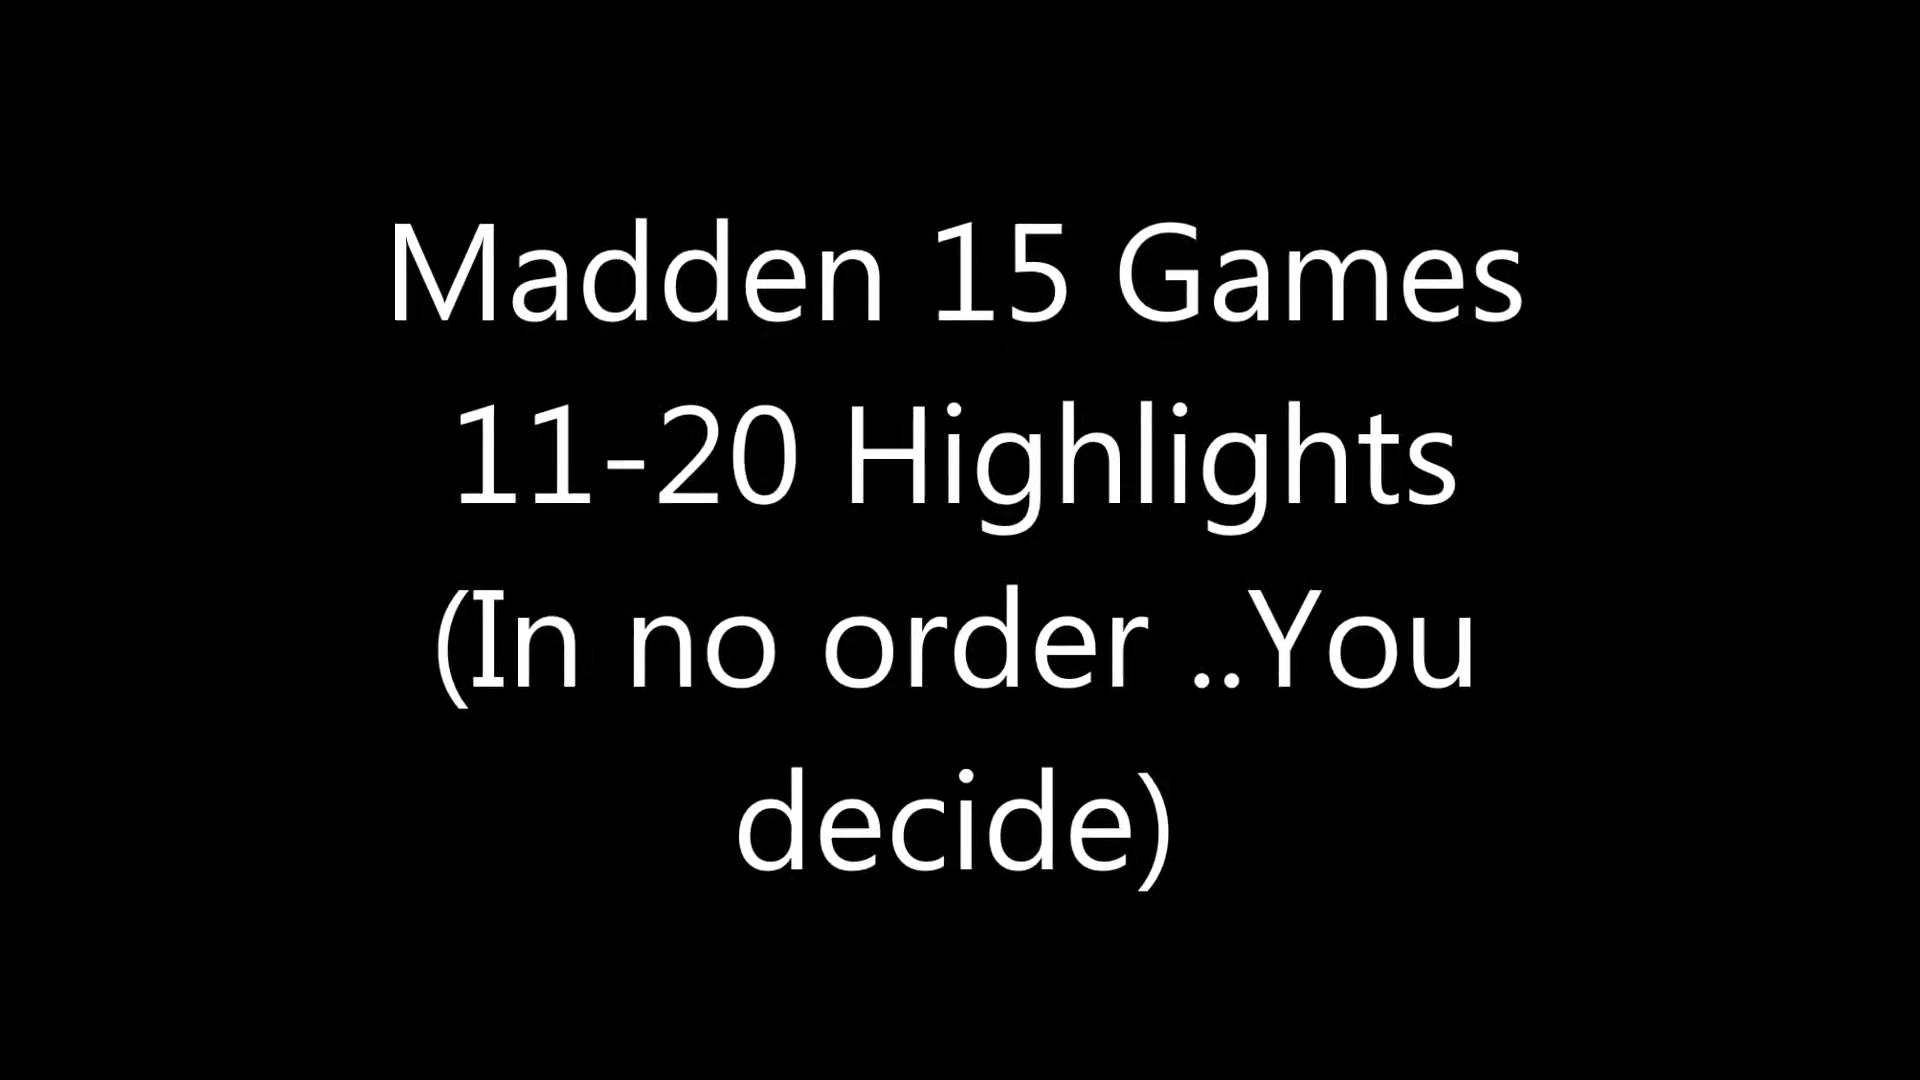 Madden 15 Games
11-20 Highlights
(In no order ..You
decide)